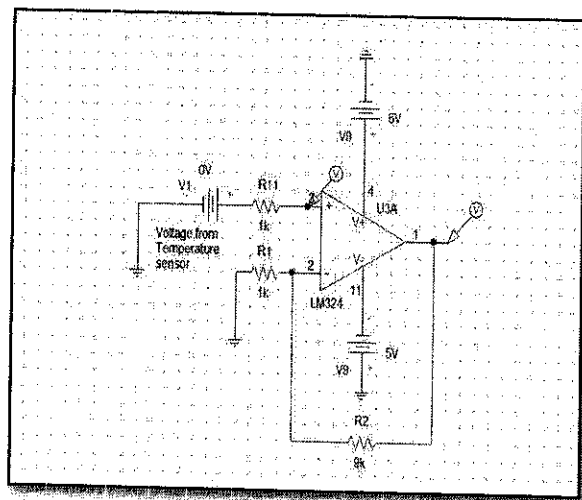 5V
V8
+
4
0V
V1
+
R11
3
V
U3A
+
V+
1
V
1k
Voltage from
Temperature
sensor
R1
2
-
V-
1k
LM324
11
V9
5V
+
R2
9k